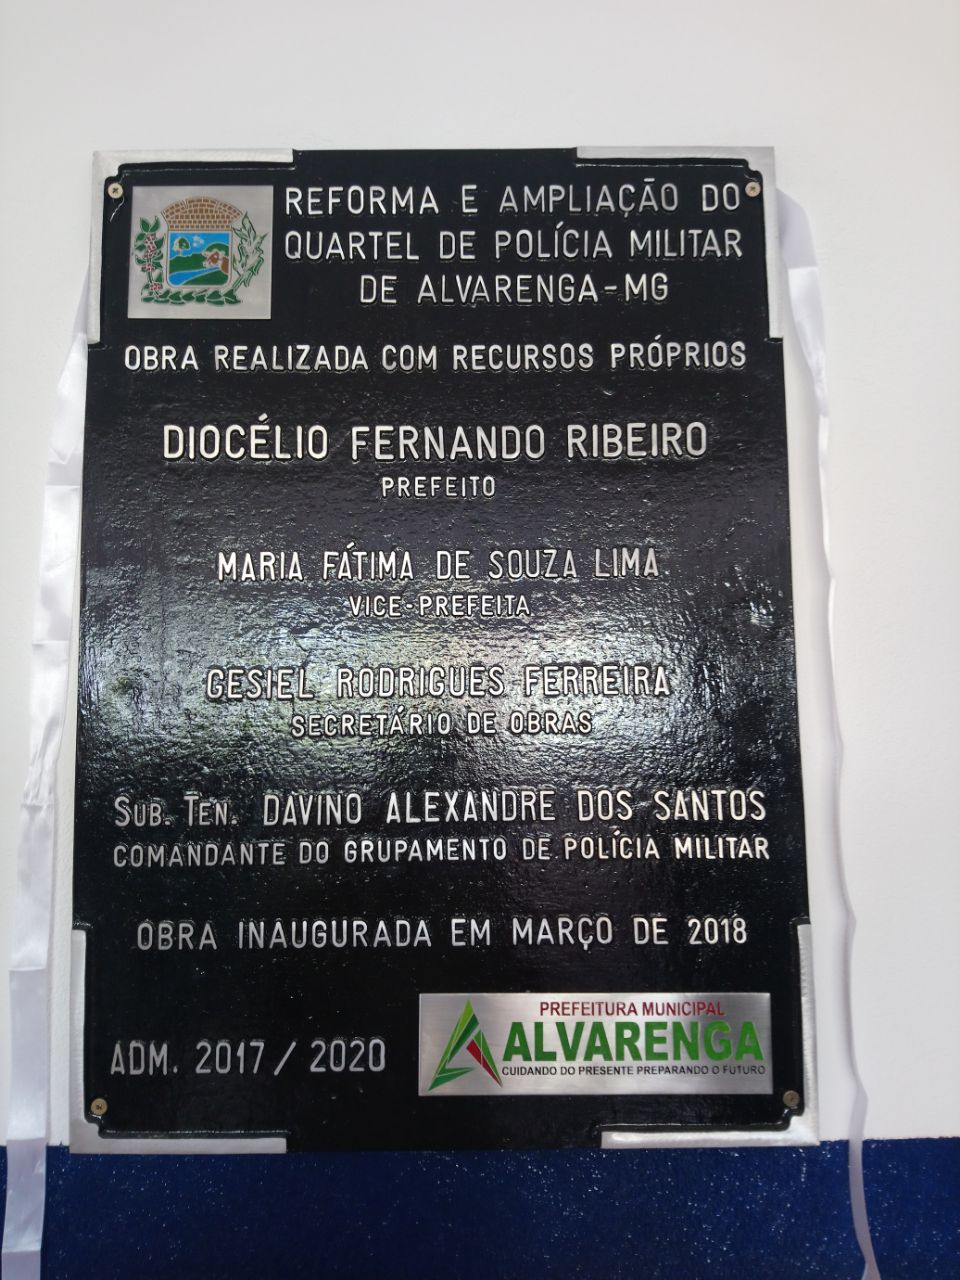 REFORMA E AMPLIAÇÃO DO
QUARTEL DE POLÍCIA MILITAR
DE ALVARENGA-MG
OBRA REALIZADA COM RECURSOS PRÓPRIOS
DIOCÉLIO FERNANDO RIBEIRO
PREFEITO
MARIA FÁTIMA DE SOUZA LIMA
VICE-PREFEITA
GESIEL RODRIGUES FERREIRA
SECRETÁRIO DE OBRAS
SUB. TEN. DAVINO ALEXANDRE DOS SANTOS
COMANDANTE DO GRUPAMENTO DE POLÍCIA MILITAR
OBRA INAUGURADA EM MARÇO DE 2018
ADM. 2017/2020
PREFEITURA MUNICIPAL
ALVARENGA
CUIDANDO DO PRESENTE PREPARANDO O FUTURO